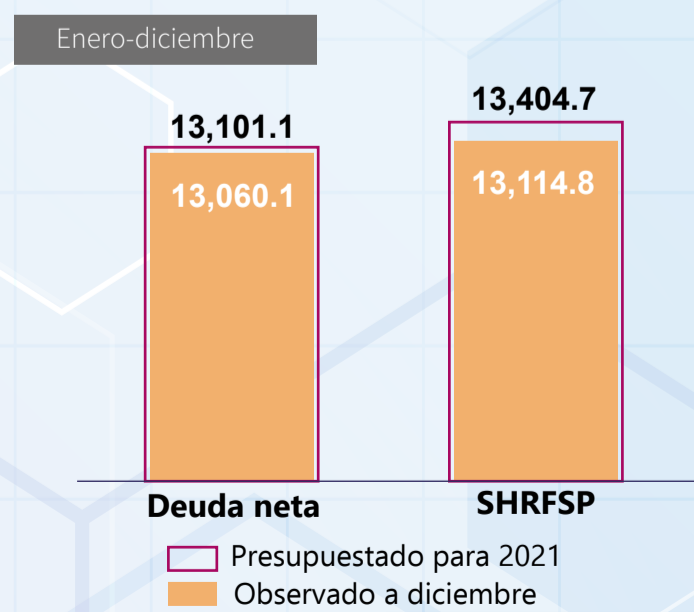 Enero-diciembre
13,404.7
13,101.1
13,060.1
13,114.8
Deuda neta
SHRFSP
Presupuestado para 2021
Observado a diciembre